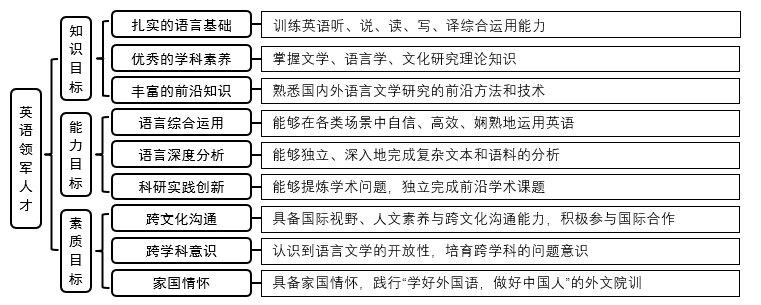 英语领军人才
知识目标
扎实的语言基础
训练英语听、说、读、写、译综合运用能力
优秀的学科素养
掌握文学、语言学、文化研究理论知识
丰富的前沿知识
熟悉国内外语言文学研究的前沿方法和技术
能力目标
语言综合运用
能够在各类场景中自信、高效、娴熟地运用英语
语言深度分析
能够独立、深入地完成复杂文本和语料的分析
科研实践创新
能够提炼学术问题，独立完成前沿学术课题
素质目标
跨文化沟通
具备国际视野、人文素养与跨文化沟通能力，积极参与国际合作
跨学科意识
认识到语言文学的开放性，培育跨学科的问题意识
家国情怀
具备家国情怀，践行“学好外国语，做好中国人”的外文院训